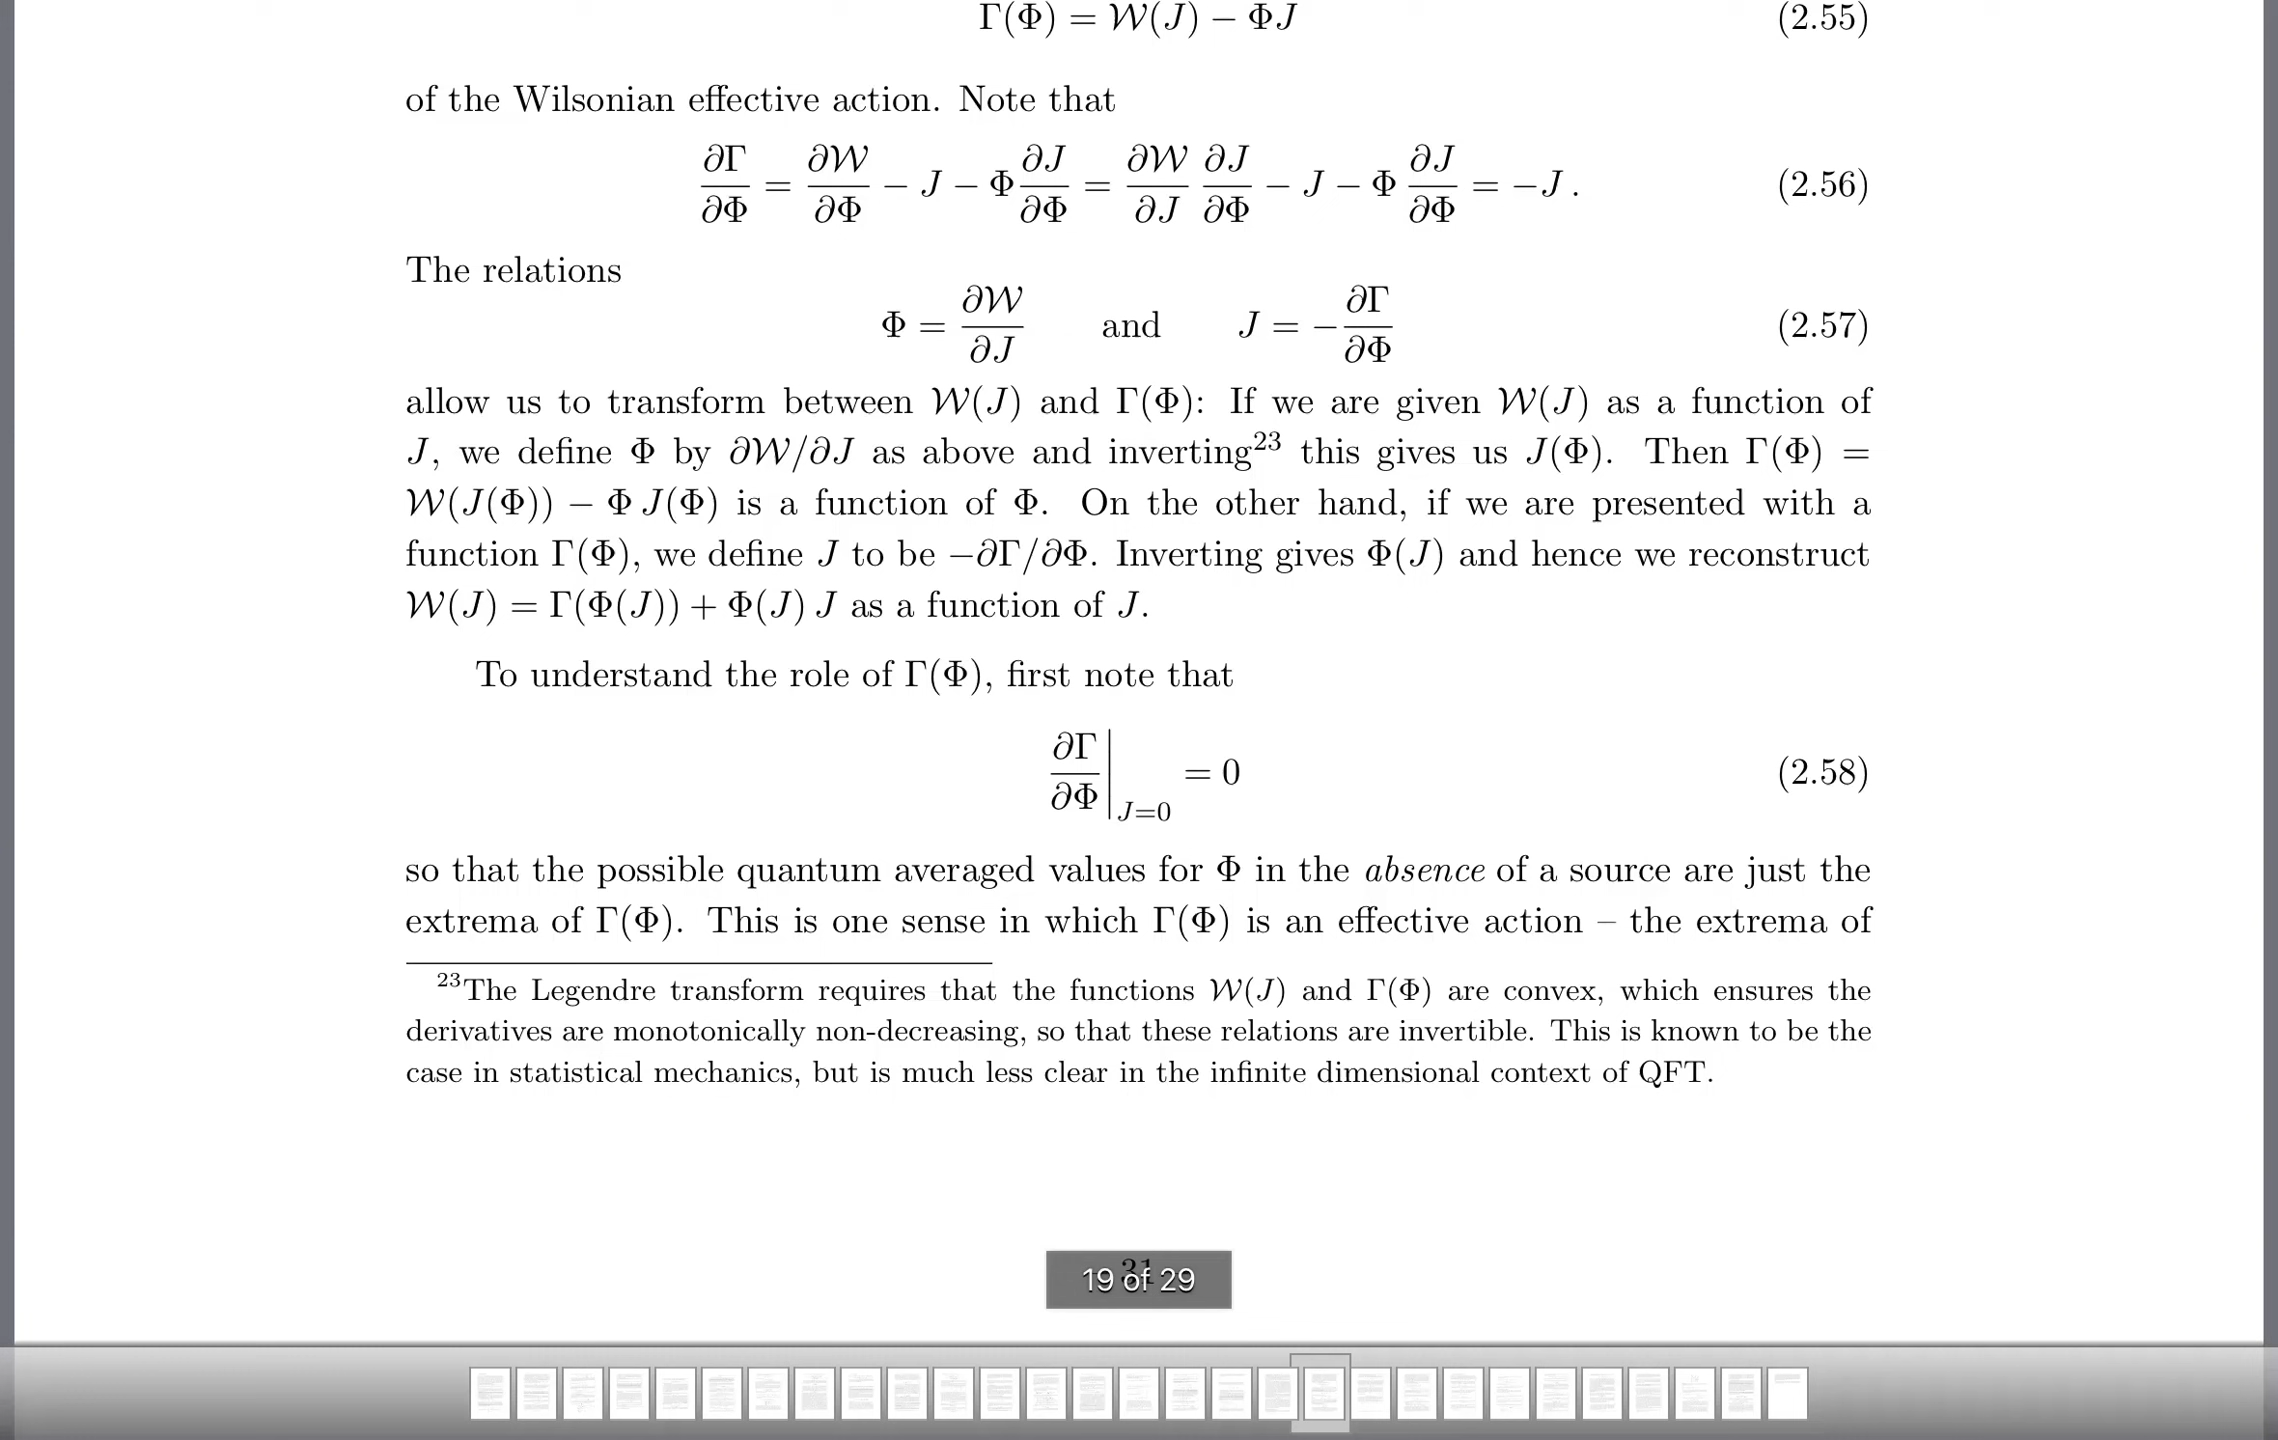 Γ(Φ) = 𝒲(J) − ΦJ (2.55)
of the Wilsonian effective action. Note that
∂Γ/∂Φ = ∂𝒲/∂Φ − J − Φ ∂J/∂Φ = ∂𝒲/∂J ∂J/∂Φ − J − Φ ∂J/∂Φ = −J . (2.56)
The relations
Φ = ∂𝒲/∂J and J = −∂Γ/∂Φ (2.57)
allow us to transform between 𝒲(J) and Γ(Φ): If we are given 𝒲(J) as a function of
J, we define Φ by ∂𝒲/∂J as above and inverting²³ this gives us J(Φ). Then Γ(Φ) =
𝒲(J(Φ)) − Φ J(Φ) is a function of Φ. On the other hand, if we are presented with a
function Γ(Φ), we define J to be −∂Γ/∂Φ. Inverting gives Φ(J) and hence we reconstruct
𝒲(J) = Γ(Φ(J)) + Φ(J) J as a function of J.
To understand the role of Γ(Φ), first note that
∂Γ/∂Φ |J=0 = 0 (2.58)
so that the possible quantum averaged values for Φ in the absence of a source are just the
extrema of Γ(Φ). This is one sense in which Γ(Φ) is an effective action – the extrema of
²³The Legendre transform requires that the functions 𝒲(J) and Γ(Φ) are convex, which ensures the
derivatives are monotonically non-decreasing, so that these relations are invertible. This is known to be the
case in statistical mechanics, but is much less clear in the infinite dimensional context of QFT.
31
19 of 29